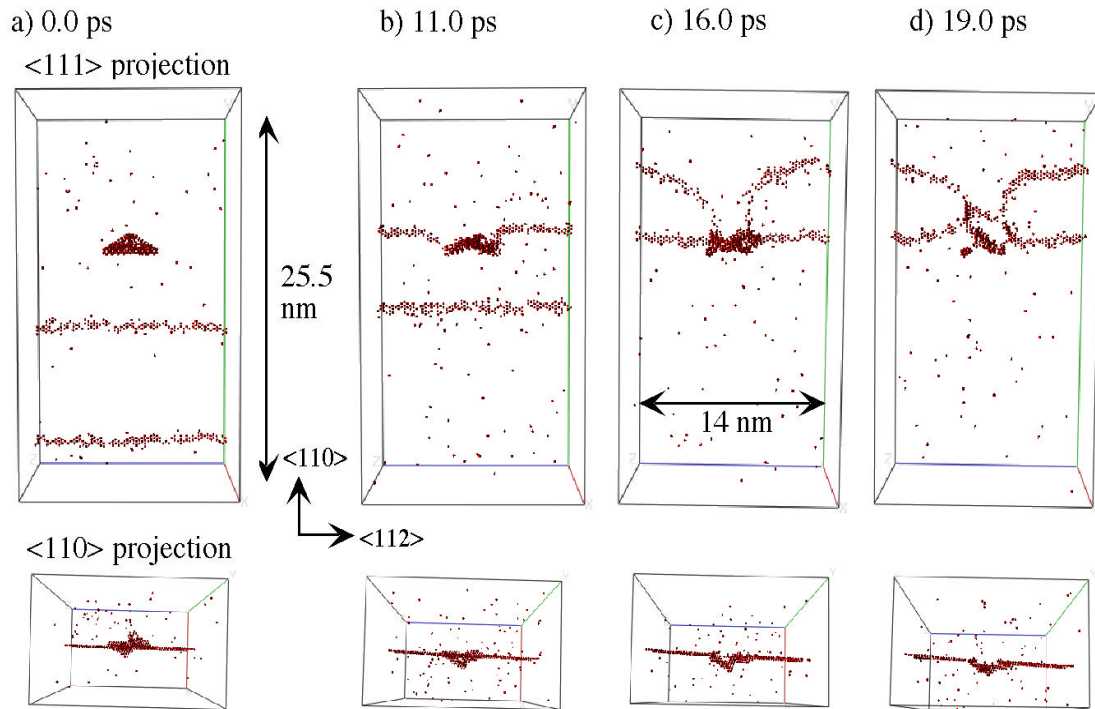 a) 0.0 ps
b) 11.0 ps
c) 16.0 ps
d) 19.0 ps
<111> projection
25.5
nm
14 nm
<110>
<112>
<110> projection